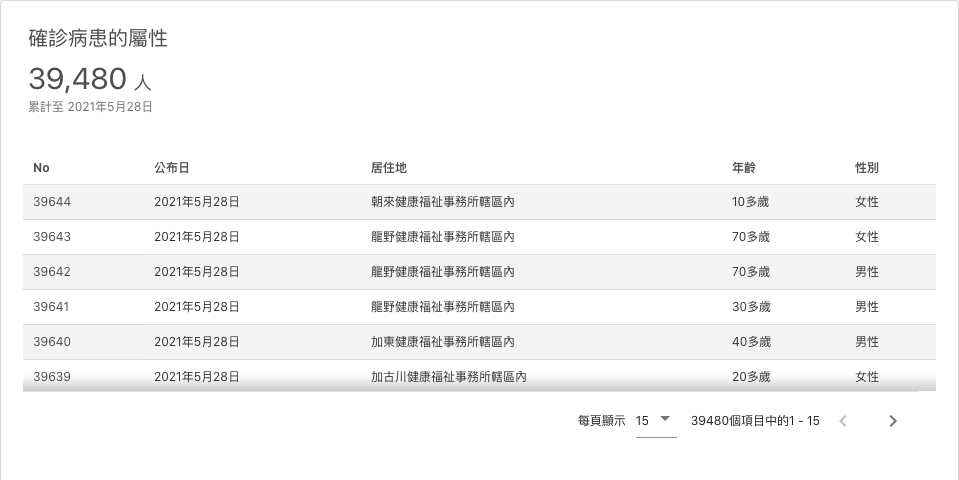 確診病患的屬性
39,480 人
累計至 2021年5月28日
No 公布日 居住地 年齡 性別
39644 2021年5月28日 朝來健康福祉事務所轄區內 10多歲 女性
39643 2021年5月28日 龍野健康福祉事務所轄區內 70多歲 女性
39642 2021年5月28日 龍野健康福祉事務所轄區內 70多歲 男性
39641 2021年5月28日 龍野健康福祉事務所轄區內 30多歲 男性
39640 2021年5月28日 加東健康福祉事務所轄區內 40多歲 男性
39639 2021年5月28日 加古川健康福祉事務所轄區內 20多歲 女性
每頁顯示 15 39480個項目中的1 - 15